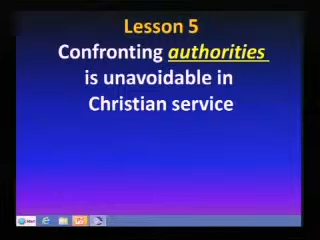 Lesson 5
Confronting authorities
is unavoidable in
Christian service